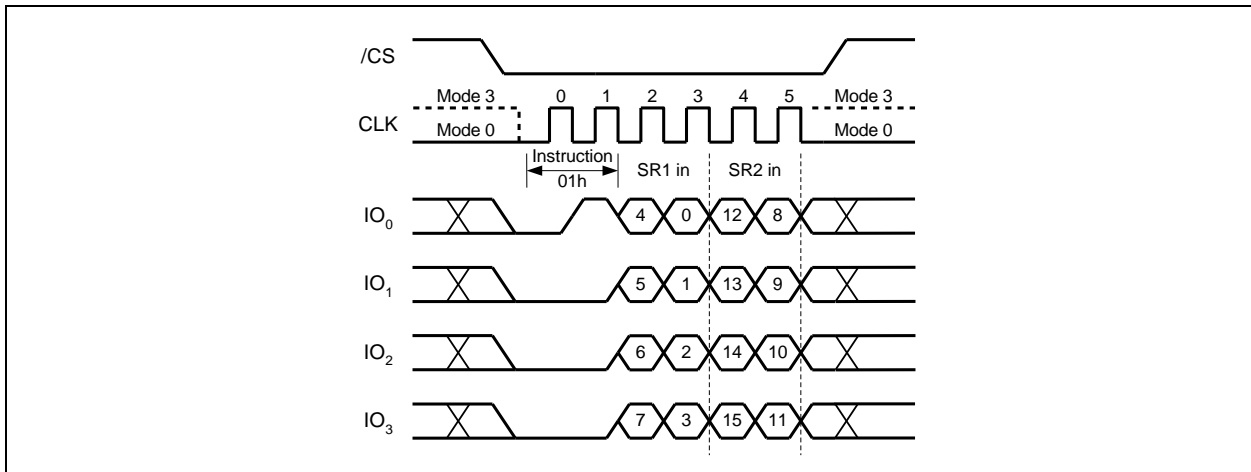 /CS
Mode 3 0 1 2 3 4 5 Mode 3
CLK
Mode 0 Mode 0
Instruction SR1 in SR2 in
01h
IO0 4 0 12 8
IO1 5 1 13 9
IO2 6 2 14 10
IO3 7 3 15 11